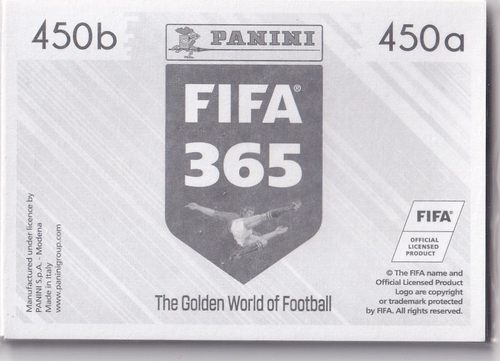 450b
PANINI
450a
FIFA®
365
The Golden World of Football
Manufactured under licence by
PANINI S.p.A. - Modena
Made in Italy
www.paninigroup.com
FIFA®
OFFICIAL
LICENSED
PRODUCT
© The FIFA name and
Official Licensed Product
Logo are copyright
or trademark protected
by FIFA. All rights reserved.